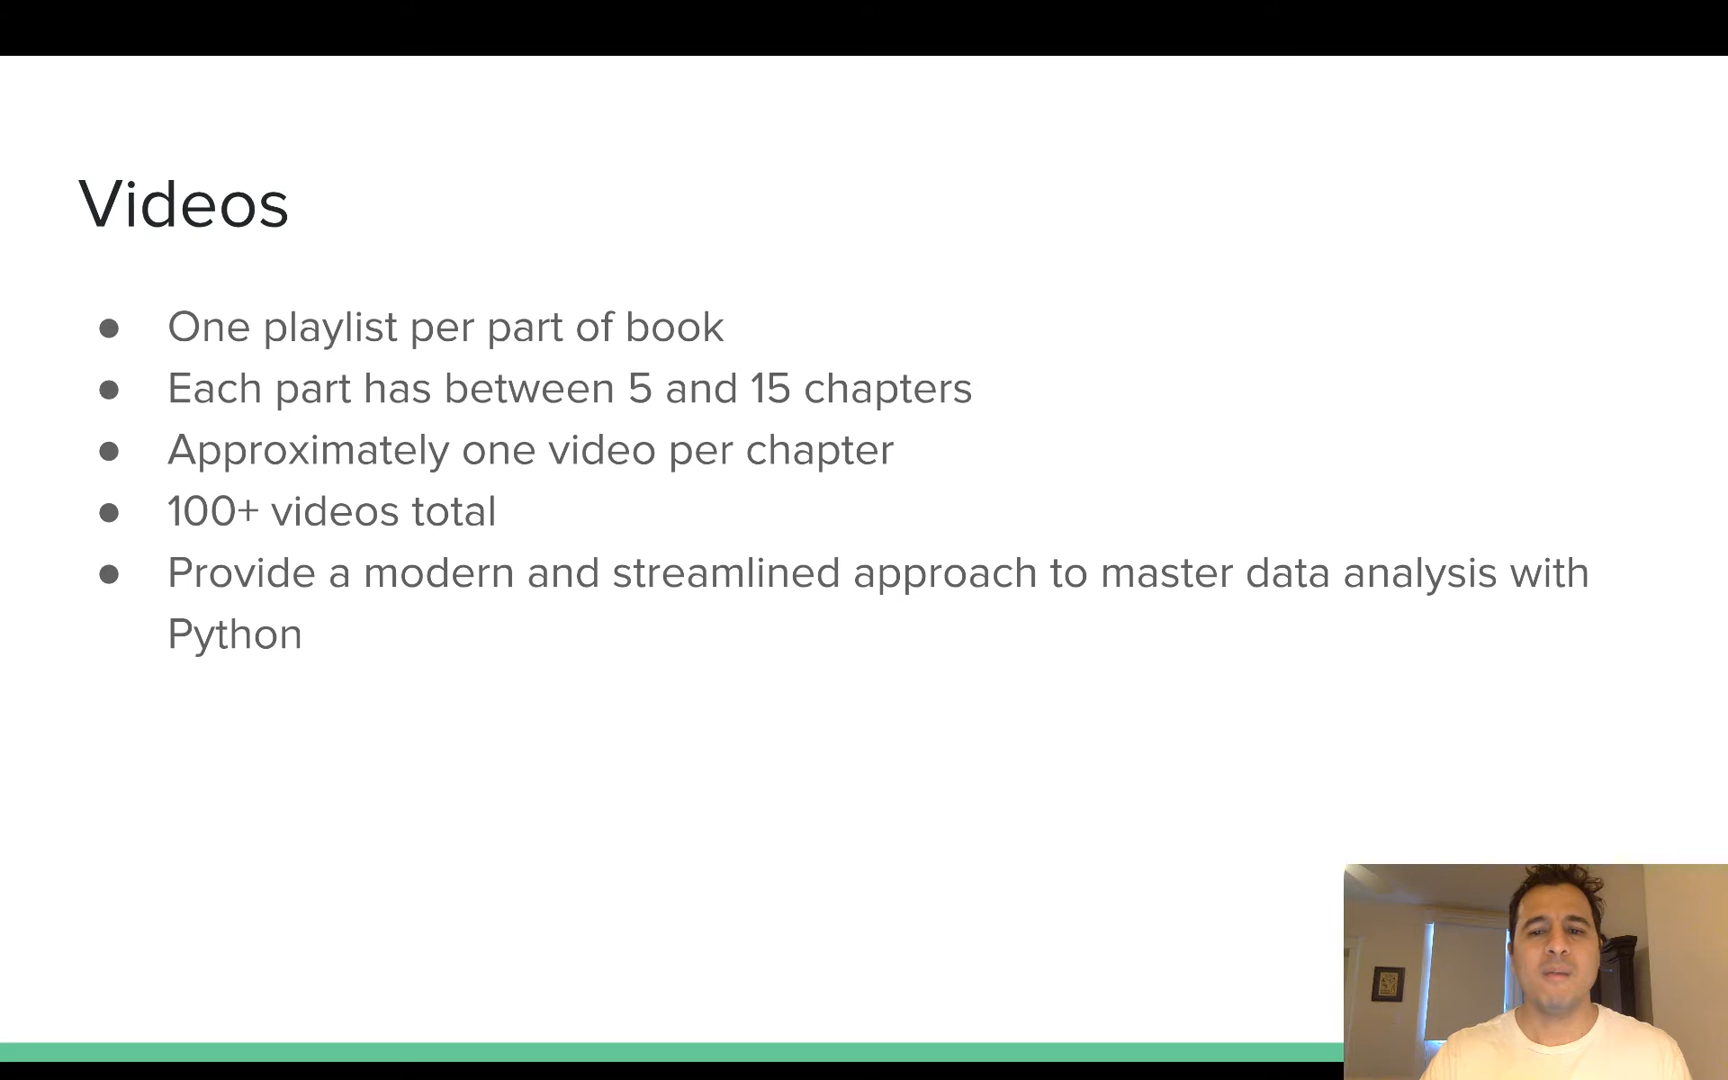 Videos
One playlist per part of book
Each part has between 5 and 15 chapters
Approximately one video per chapter
100+ videos total
Provide a modern and streamlined approach to master data analysis with
Python